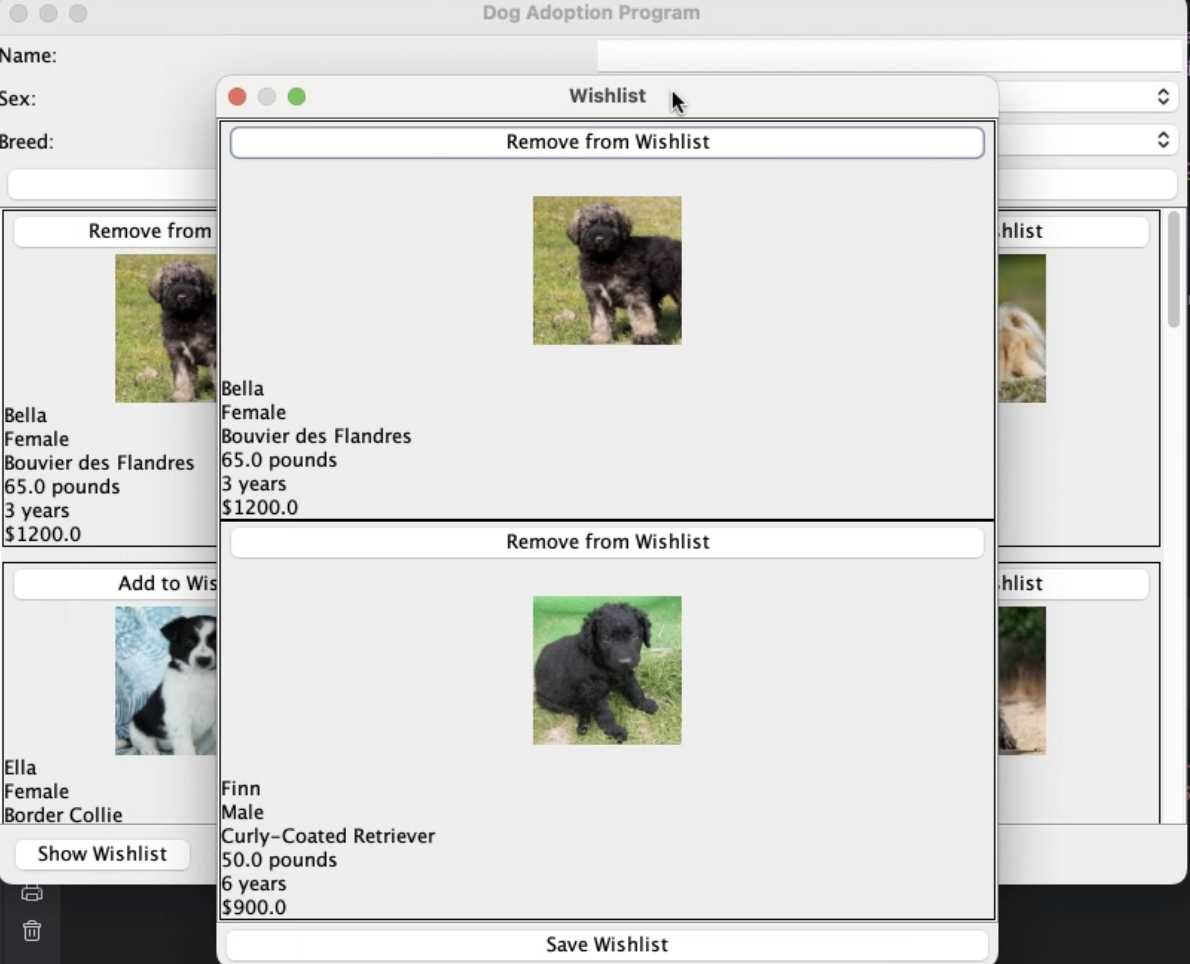 Dog Adoption Program
Name:
Sex:
Breed:
Wishlist
Remove from Wishlist
Bella
Female
Bouvier des Flandres
65.0 pounds
3 years
$1200.0
Remove from Wishlist
Finn
Male
Curly-Coated Retriever
50.0 pounds
6 years
$900.0
Save Wishlist
Remove from
hlist
Bella
Female
Bouvier des Flandres
65.0 pounds
3 years
$1200.0
Add to Wis
hlist
Ella
Female
Border Collie
Show Wishlist